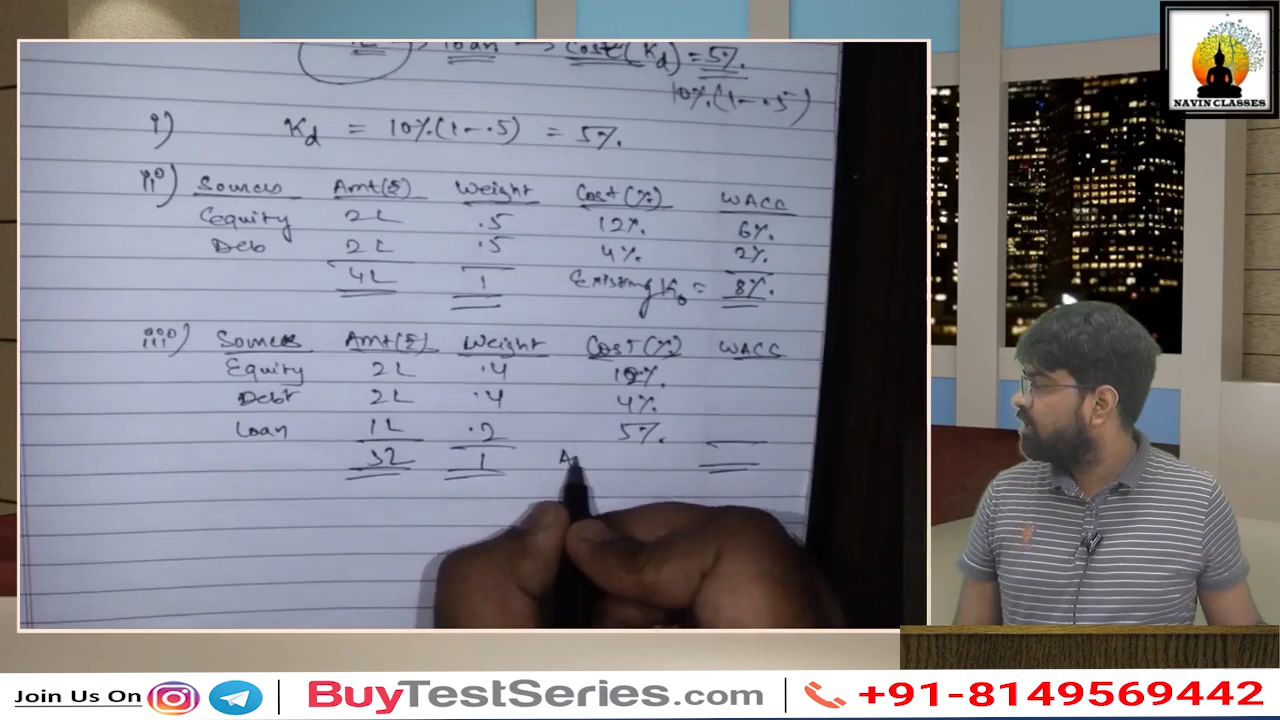 1L → loan → Cost (Kd) = 5%.
10%.(1-.5)
i) Kd = 10%.(1-.5) = 5%.
ii) Sources Amt(₹) Weight Cost (%) WACC
Equity 2L .5 12%. 6%.
Deb 2L .5 4%. 2%.
4L 1 Existing Ko = 8%.
iii) Sources Amt(₹) Weight Cost (%) WACC
Equity 2L .4 12%.
Debt 2L .4 4%.
Loan 1L .2 5%.
5L 1
NAVIN CLASSES
Join Us On BuyTestSeries.com +91-8149569442